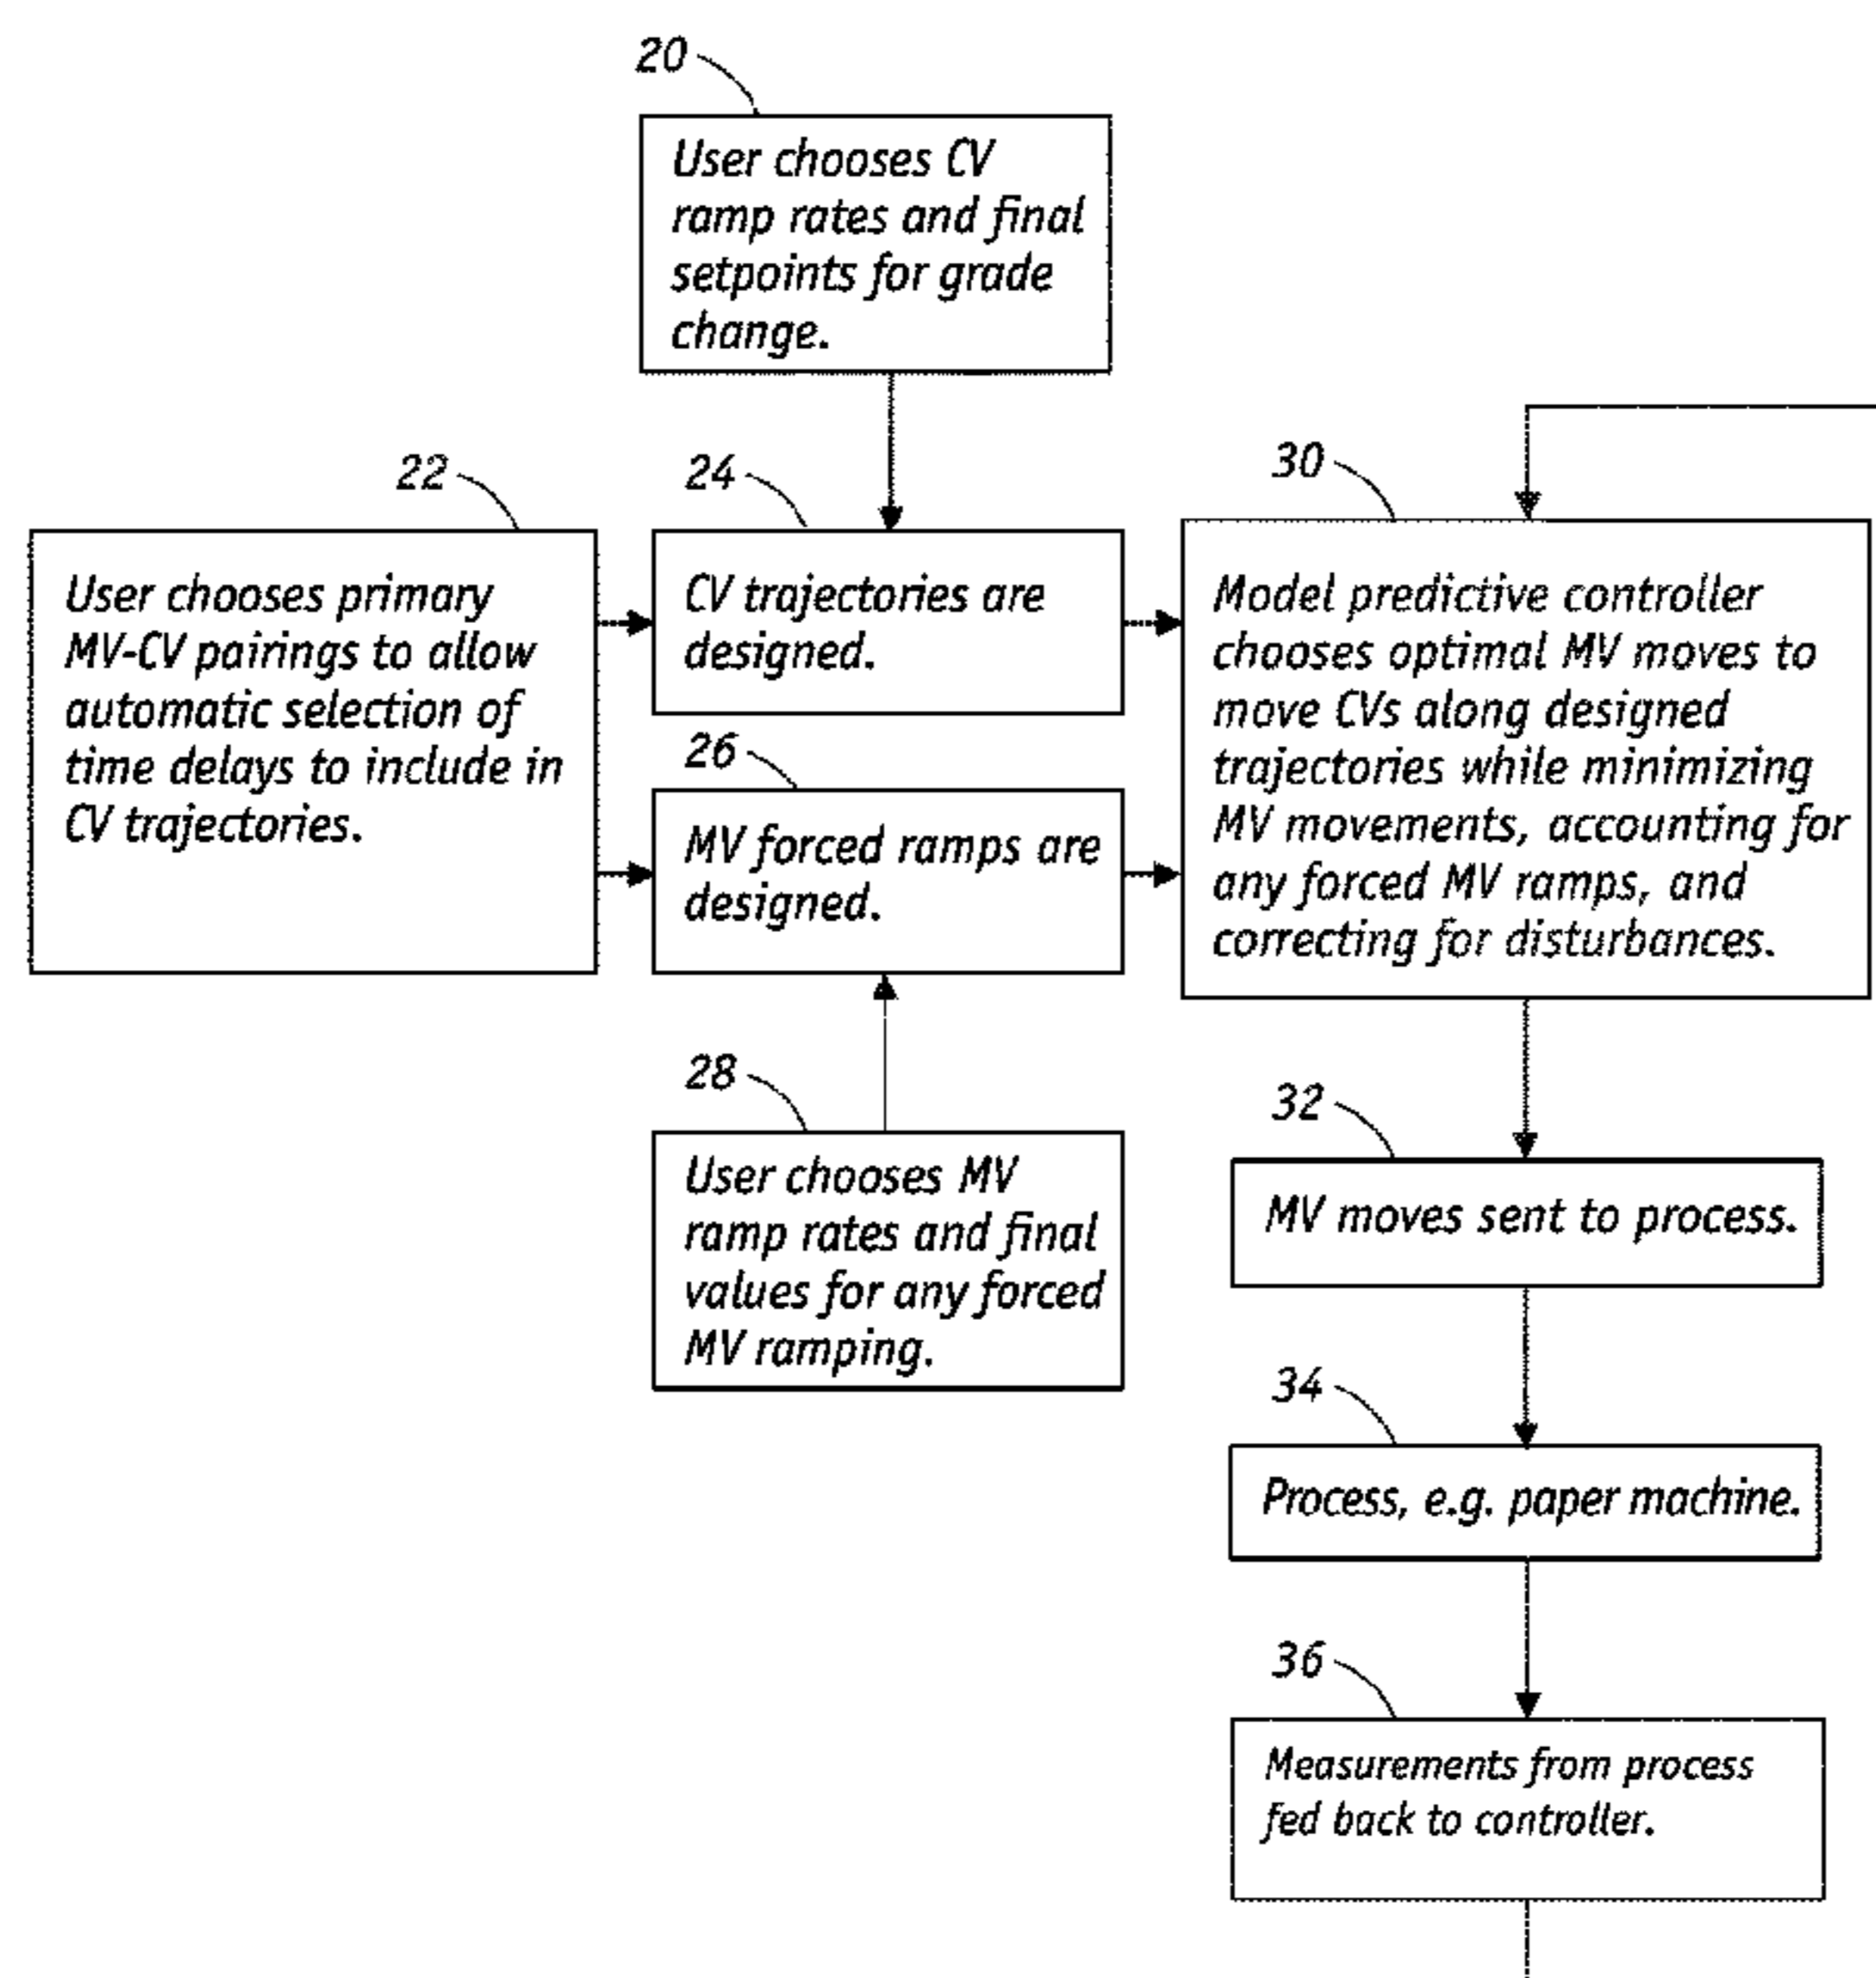 20
User chooses CV
ramp rates and final
setpoints for grade
change.
22
User chooses primary
MV-CV pairings to allow
automatic selection of
time delays to include in
CV trajectories.
24
CV trajectories are
designed.
26
MV forced ramps are
designed.
28
User chooses MV
ramp rates and final
values for any forced
MV ramping.
30
Model predictive controller
chooses optimal MV moves to
move CVs along designed
trajectories while minimizing
MV movements, accounting for
any forced MV ramps, and
correcting for disturbances.
32
MV moves sent to process.
34
Process, e.g. paper machine.
36
Measurements from process
fed back to controller.